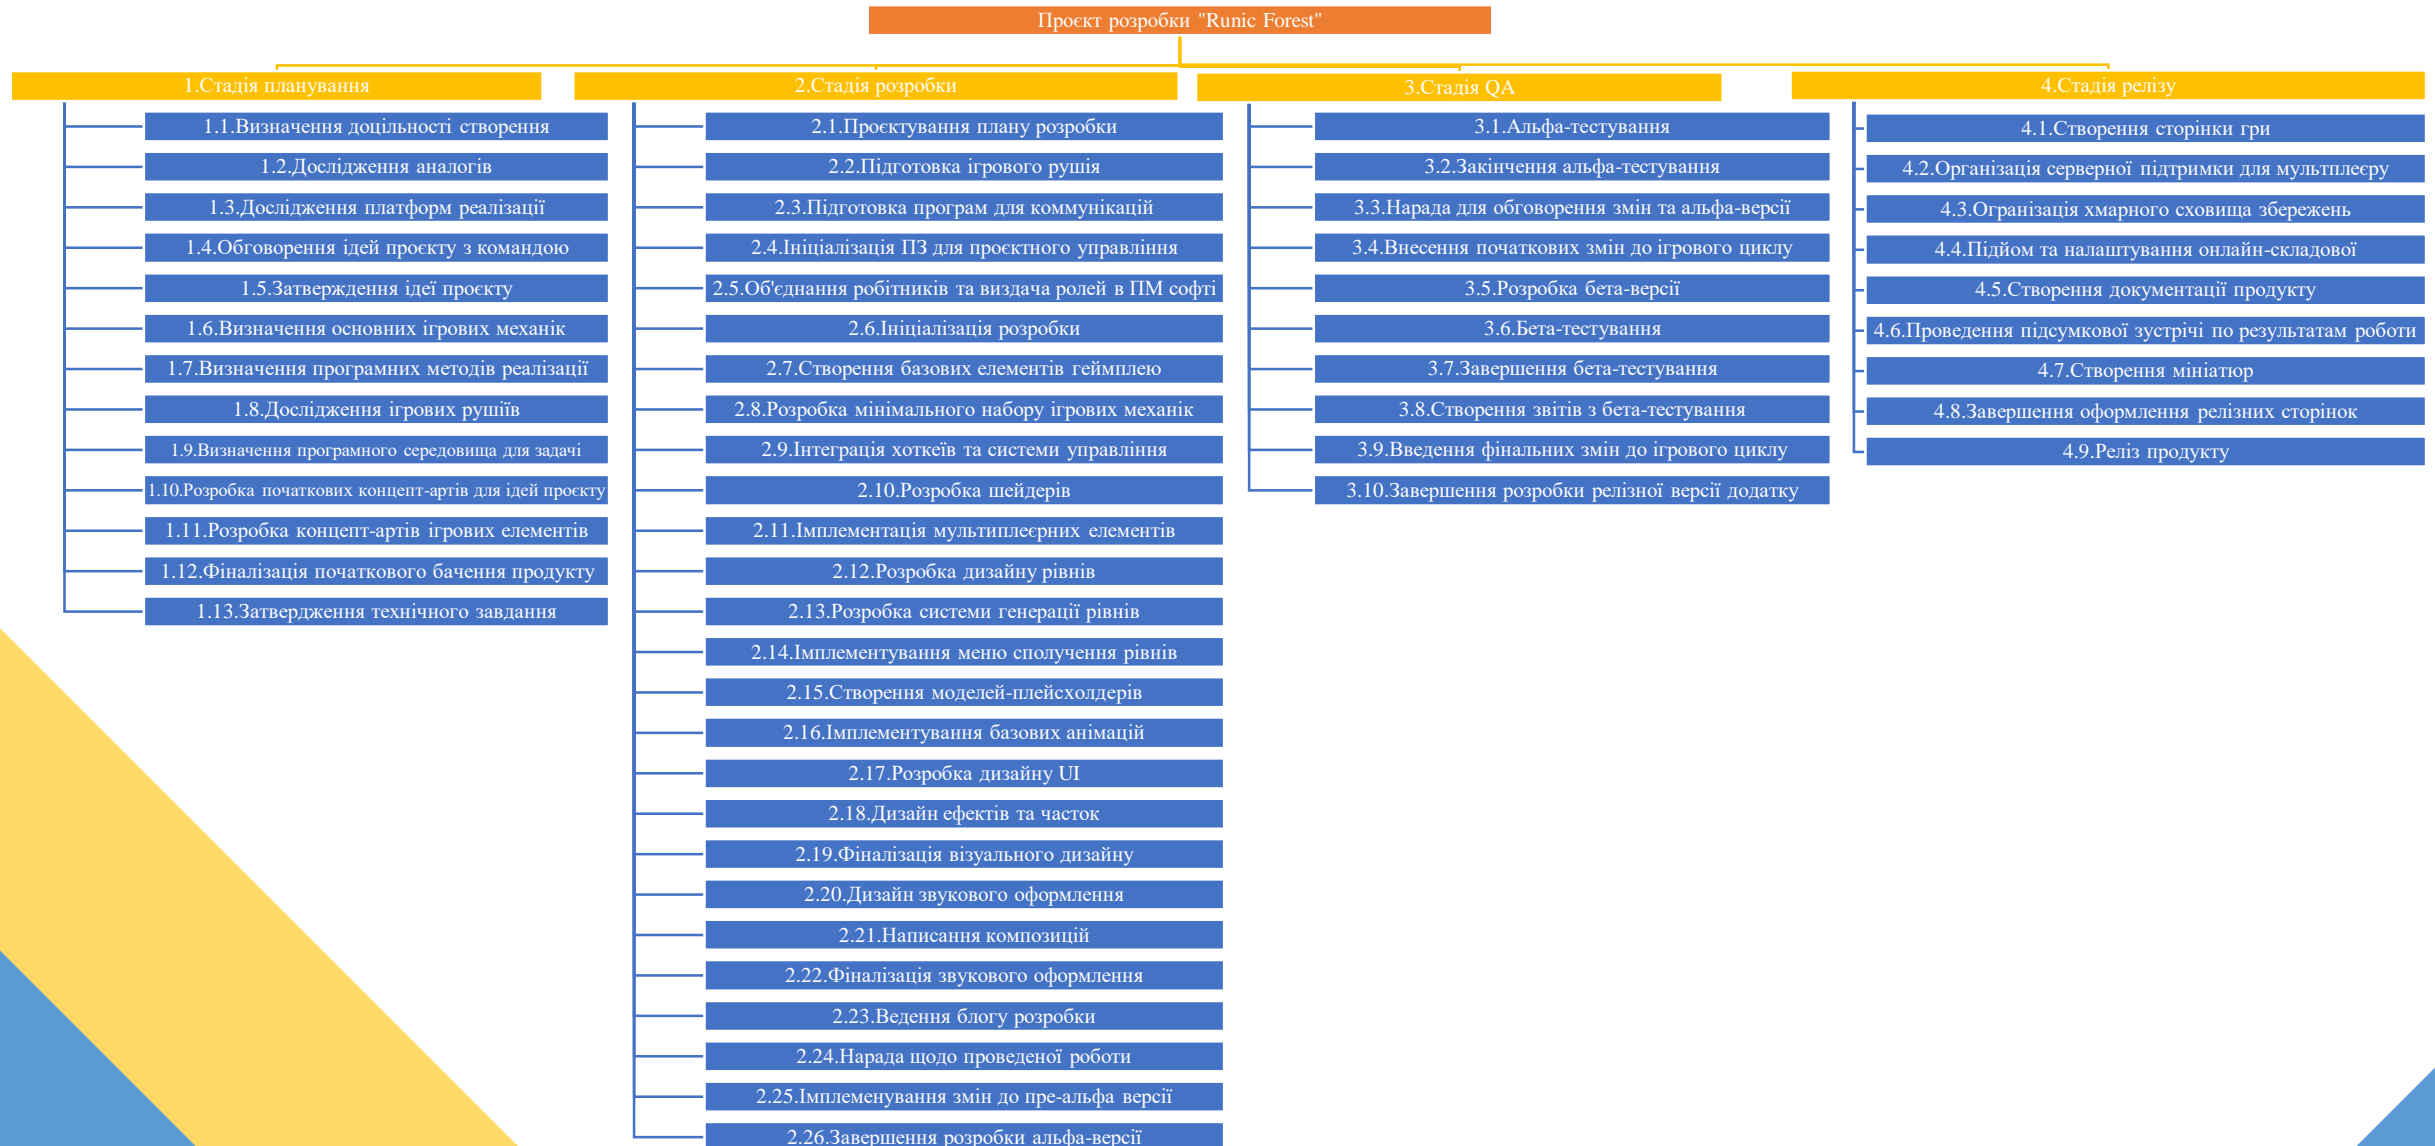 Проєкт розробки "Runic Forest"
1.Стадія планування
1.1.Визначення доцільності створення
1.2.Дослідження аналогів
1.3.Дослідження платформ реалізації
1.4.Обговорення ідей проєкту з командою
1.5.Затверждення ідеї проєкту
1.6.Визначення основних ігрових механік
1.7.Визначення програмних методів реалізації
1.8.Дослідження ігрових рушіїв
1.9.Визначення програмного середовища для задачі
1.10.Розробка початкових концепт-артів для ідей проєкту
1.11.Розробка концепт-артів ігрових елементів
1.12.Фіналізація початкового бачення продукту
1.13.Затвердження технічного завдання
2.Стадія розробки
2.1.Проєктування плану розробки
2.2.Підготовка ігрового рушія
2.3.Підготовка програм для коммунікацій
2.4.Ініціалізація ПЗ для проєктного управління
2.5.Об'єднання робітників та виздача ролей в ПМ софті
2.6.Ініціалізація розробки
2.7.Створення базових елементів геймплею
2.8.Розробка мінімального набору ігрових механік
2.9.Інтеграція хоткеїв та системи управління
2.10.Розробка шейдерів
2.11.Імплементація мультиплеєрних елементів
2.12.Розробка дизайну рівнів
2.13.Розробка системи генерації рівнів
2.14.Імплементування меню сполучення рівнів
2.15.Створення моделей-плейсхолдерів
2.16.Імплементування базових анімацій
2.17.Розробка дизайну UI
2.18.Дизайн ефектів та часток
2.19.Фіналізація візуального дизайну
2.20.Дизайн звукового оформлення
2.21.Написання композицій
2.22.Фіналізація звукового оформлення
2.23.Ведення блогу розробки
2.24.Нарада щодо проведеної роботи
2.25.Імплеменування змін до пре-альфа версії
2.26.Завершення розробки альфа-версії
3.Стадія QA
3.1.Альфа-тестування
3.2.Закінчення альфа-тестування
3.3.Нарада для обговорення змін та альфа-версії
3.4.Внесення початкових змін до ігрового циклу
3.5.Розробка бета-версії
3.6.Бета-тестування
3.7.Завершення бета-тестування
3.8.Створення звітів з бета-тестування
3.9.Введення фінальних змін до ігрового циклу
3.10.Завершення розробки релізної версії додатку
4.Стадія релізу
4.1.Створення сторінки гри
4.2.Організація серверної підтримки для мультплеєру
4.3.Огранізація хмарного сховища збережень
4.4.Підйом та налаштування онлайн-складової
4.5.Створення документації продукту
4.6.Проведення підсумкової зустрічі по результатам роботи
4.7.Створення мініатюр
4.8.Завершення оформлення релізних сторінок
4.9.Реліз продукту